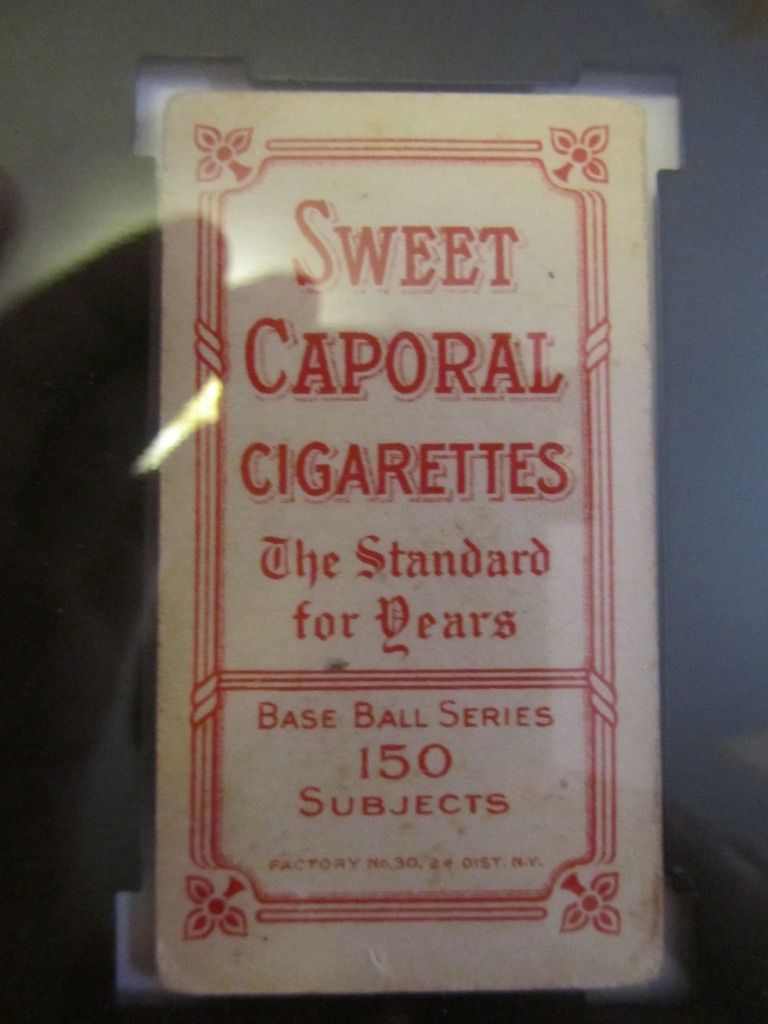 SWEET
CAPORAL
CIGARETTES
The Standard
for Years
BASE BALL SERIES
150
SUBJECTS
FACTORY No. 30, 2d DIST. N.Y.